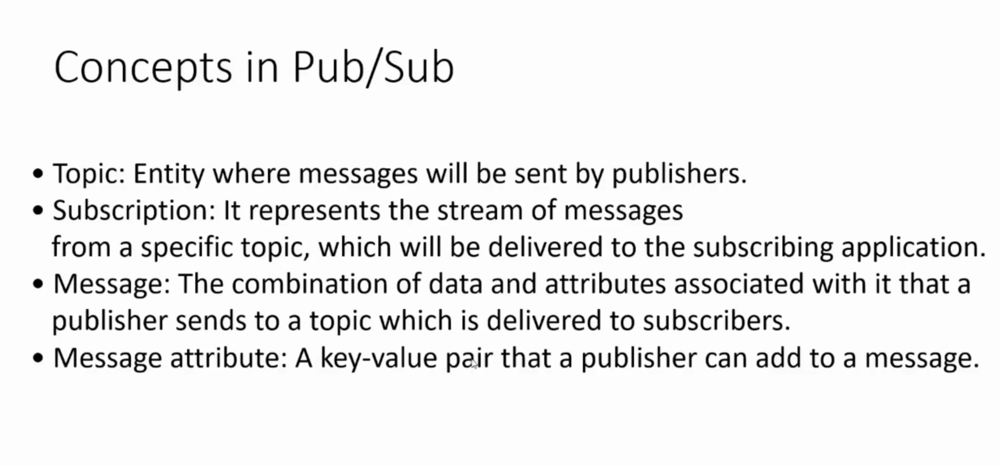 Concepts in Pub/Sub
• Topic: Entity where messages will be sent by publishers.
• Subscription: It represents the stream of messages
from a specific topic, which will be delivered to the subscribing application.
• Message: The combination of data and attributes associated with it that a
publisher sends to a topic which is delivered to subscribers.
• Message attribute: A key-value pair that a publisher can add to a message.